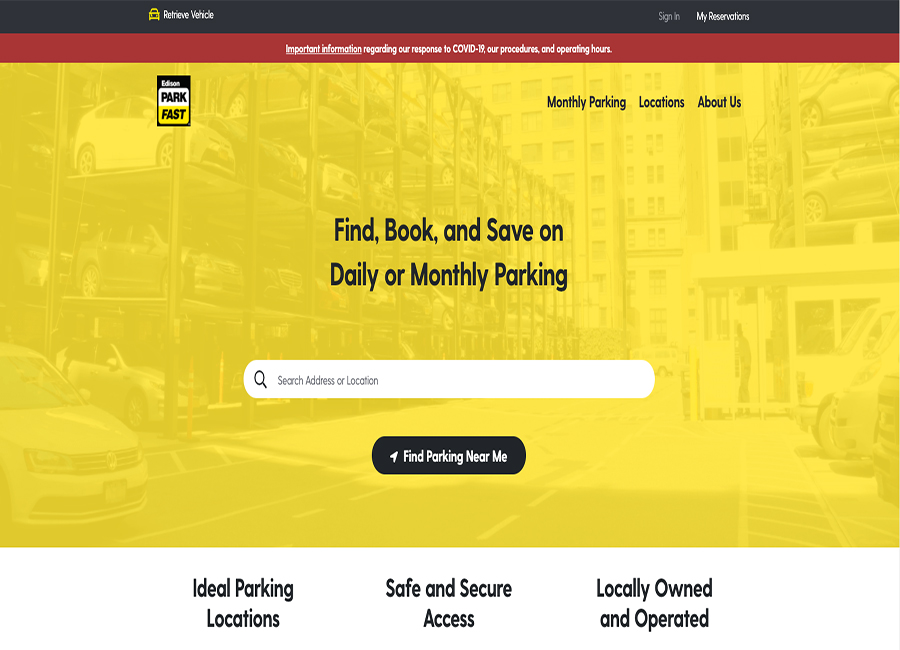 Retrieve Vehicle
Sign In
My Reservations
Important information regarding our response to COVID-19, our procedures, and operating hours.
Edison
PARK
FAST
Monthly Parking
Locations
About Us
Find, Book, and Save on
Daily or Monthly Parking
Search Address or Location
Find Parking Near Me
Ideal Parking
Locations
Safe and Secure
Access
Locally Owned
and Operated